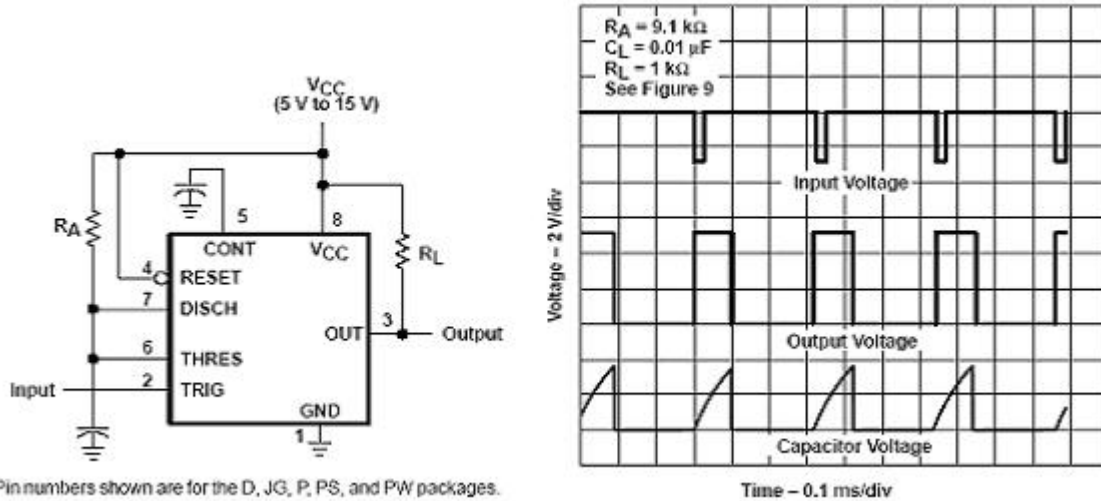 VCC
(5 V to 15 V)
RA
5
8
CONT
VCC
RL
4
RESET
7
DISCH
3
OUT
Output
6
THRES
Input
2
TRIG
GND
1
Pin numbers shown are for the D, JG, P, PS, and PW packages.
RA = 9.1 kΩ
CL = 0.01 µF
RL = 1 kΩ
See Figure 9
Input Voltage
Voltage – 2 V/div
Output Voltage
Capacitor Voltage
Time – 0.1 ms/div